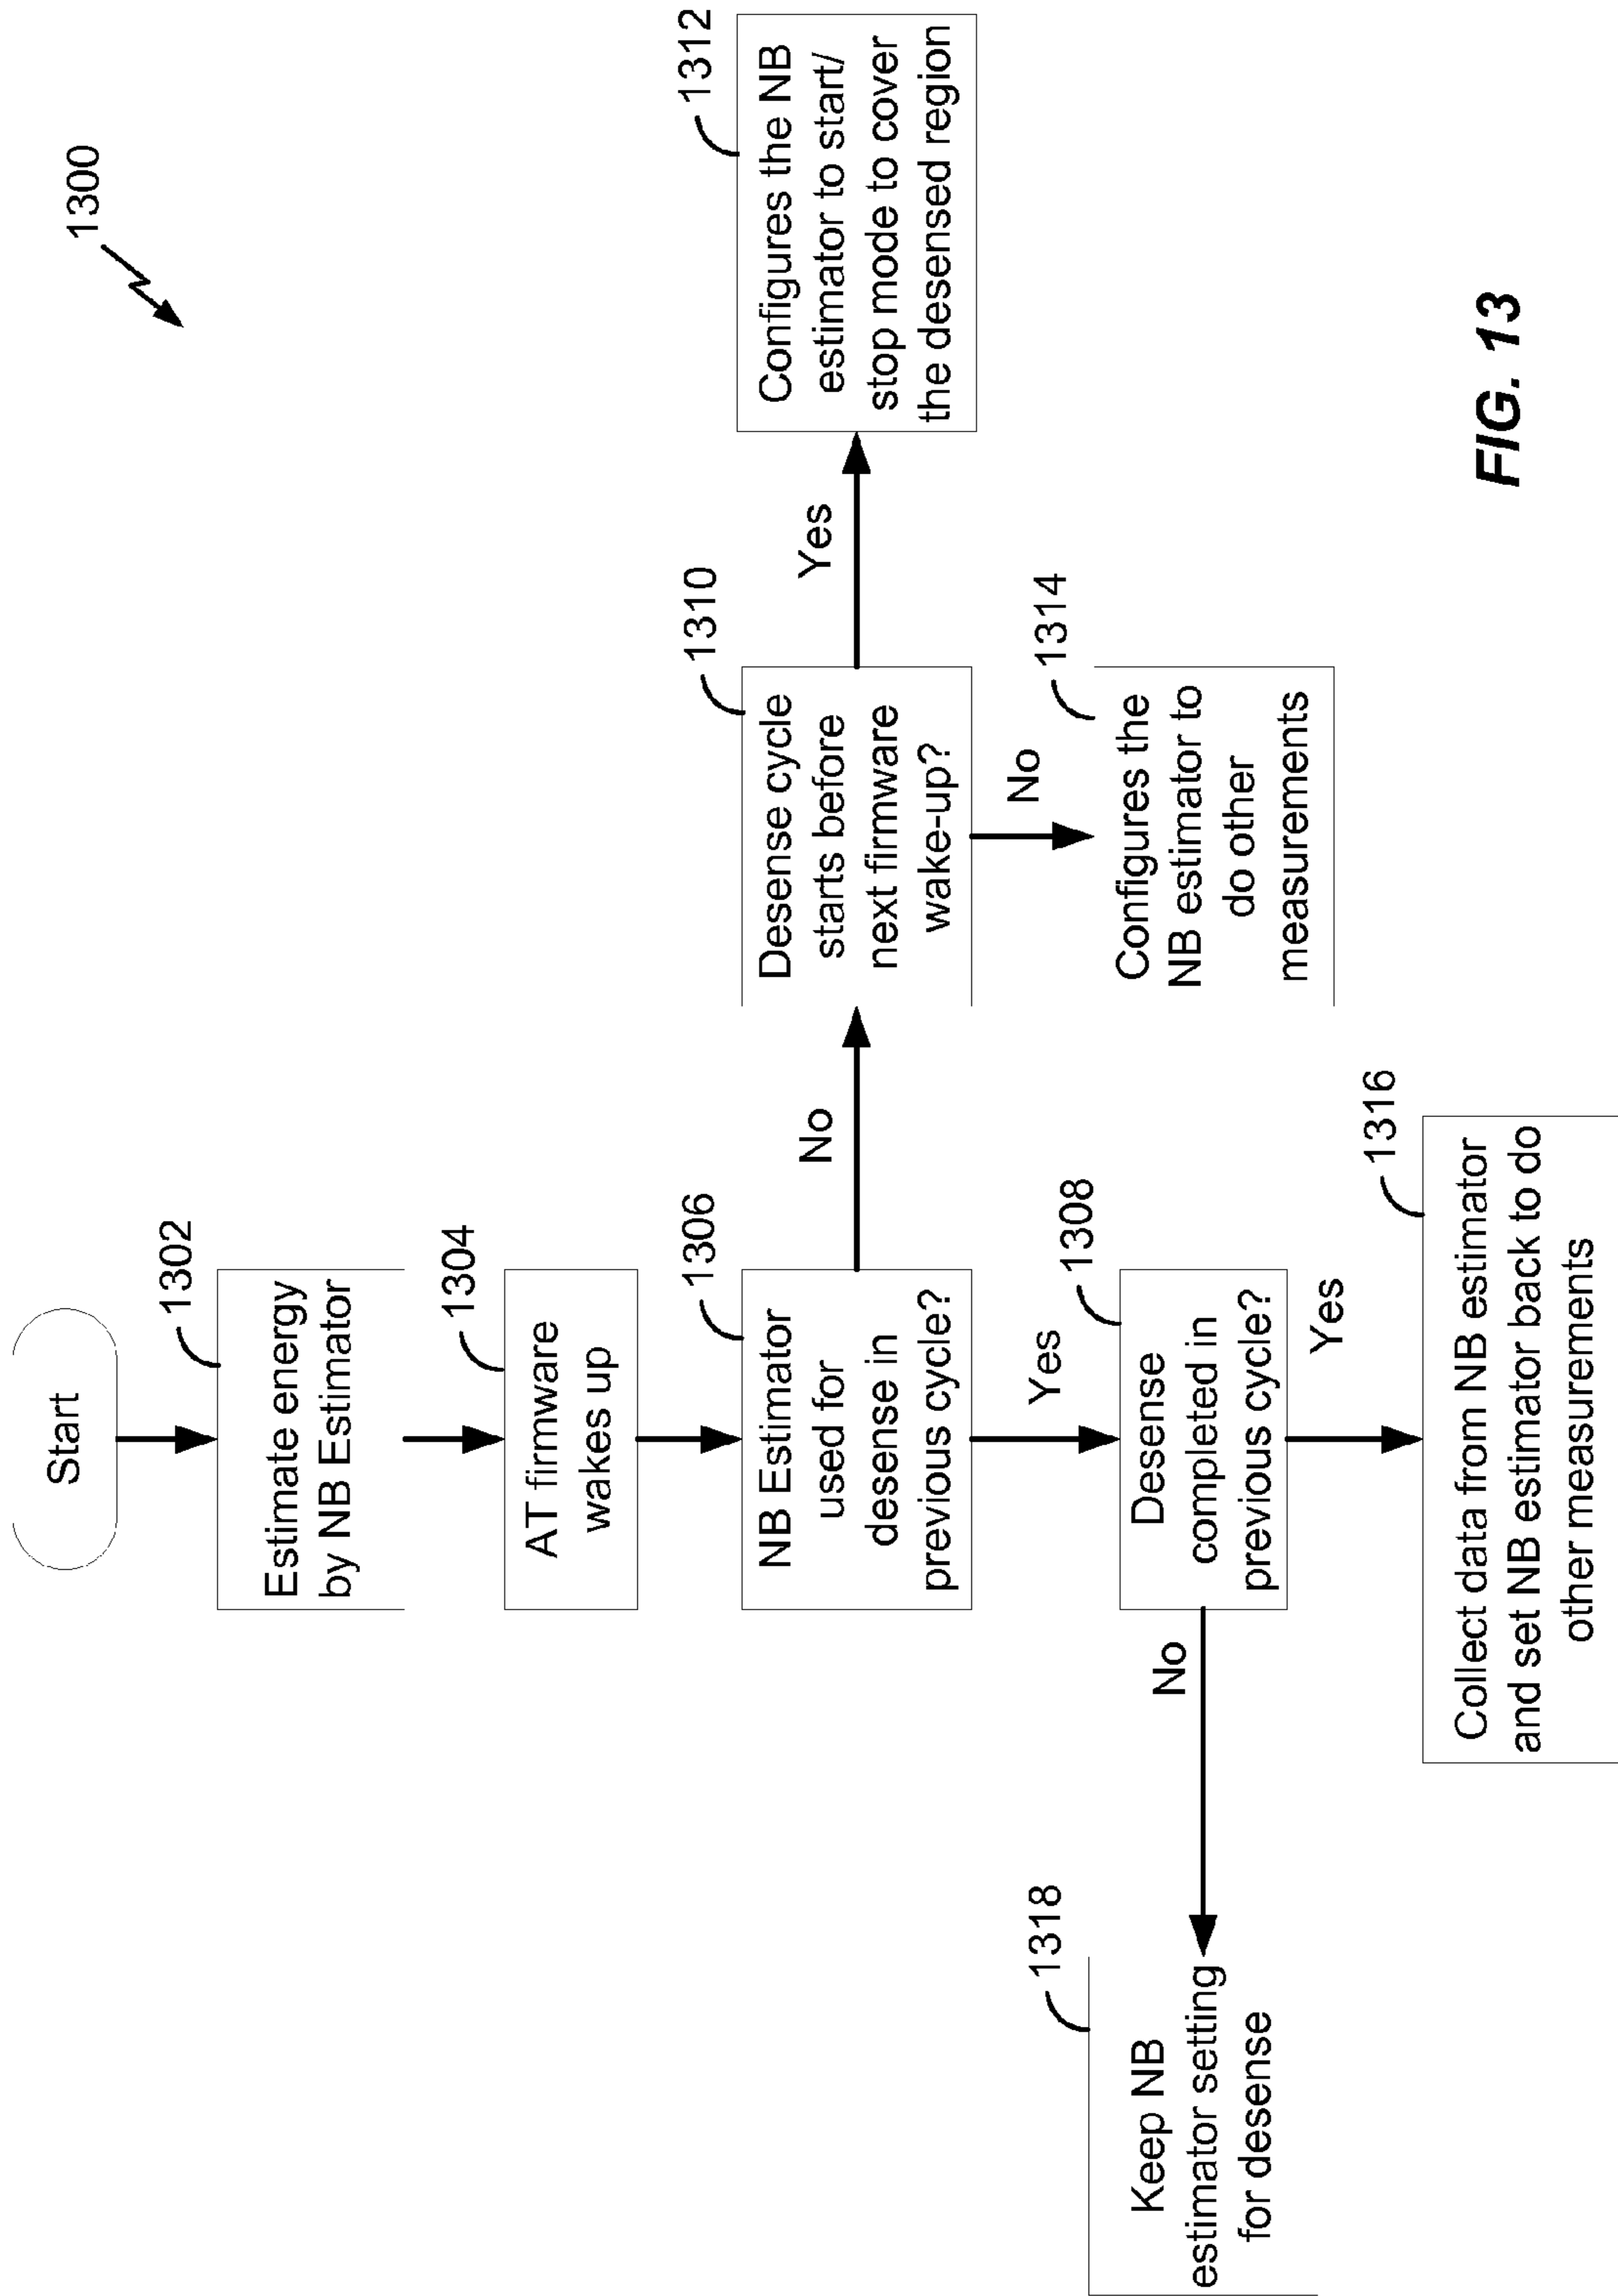 1300
Start
1302
Estimate energy
by NB Estimator
1304
AT firmware
wakes up
1306
NB Estimator
used for
desense in
previous cycle?
No
1310
Desense cycle
starts before
next firmware
wake-up?
Yes
1312
Configures the NB
estimator to start/
stop mode to cover
the desensed region
No
1314
Configures the
NB estimator to
do other
measurements
Yes
1308
Desense
completed in
previous cycle?
No
1318
Keep NB
estimator setting
for desense
Yes
1316
Collect data from NB estimator
and set NB estimator back to do
other measurements
FIG. 13